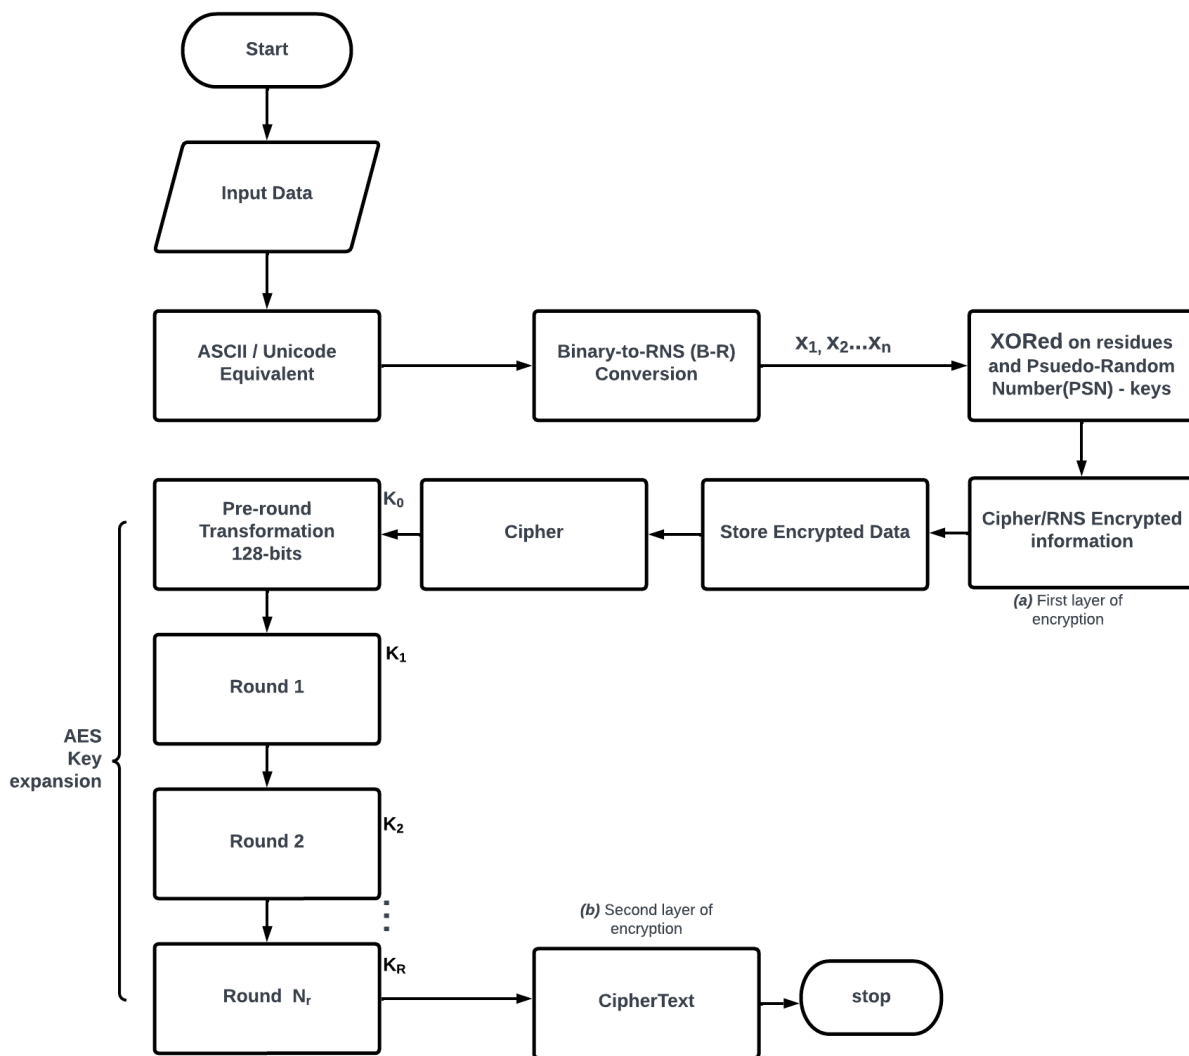 Start
Input Data
ASCII / Unicode
Equivalent
Binary-to-RNS (B-R)
Conversion
x₁, x₂...xₙ
XORed on residues
and Psuedo-Random
Number(PSN) - keys
Cipher/RNS Encrypted
information
(a) First layer of
encryption
Store Encrypted Data
Cipher
K₀
Pre-round
Transformation
128-bits
K₁
Round 1
AES
Key
expansion
K₂
Round 2
⋮
K_R
Round N_r
(b) Second layer of
encryption
CipherText
stop